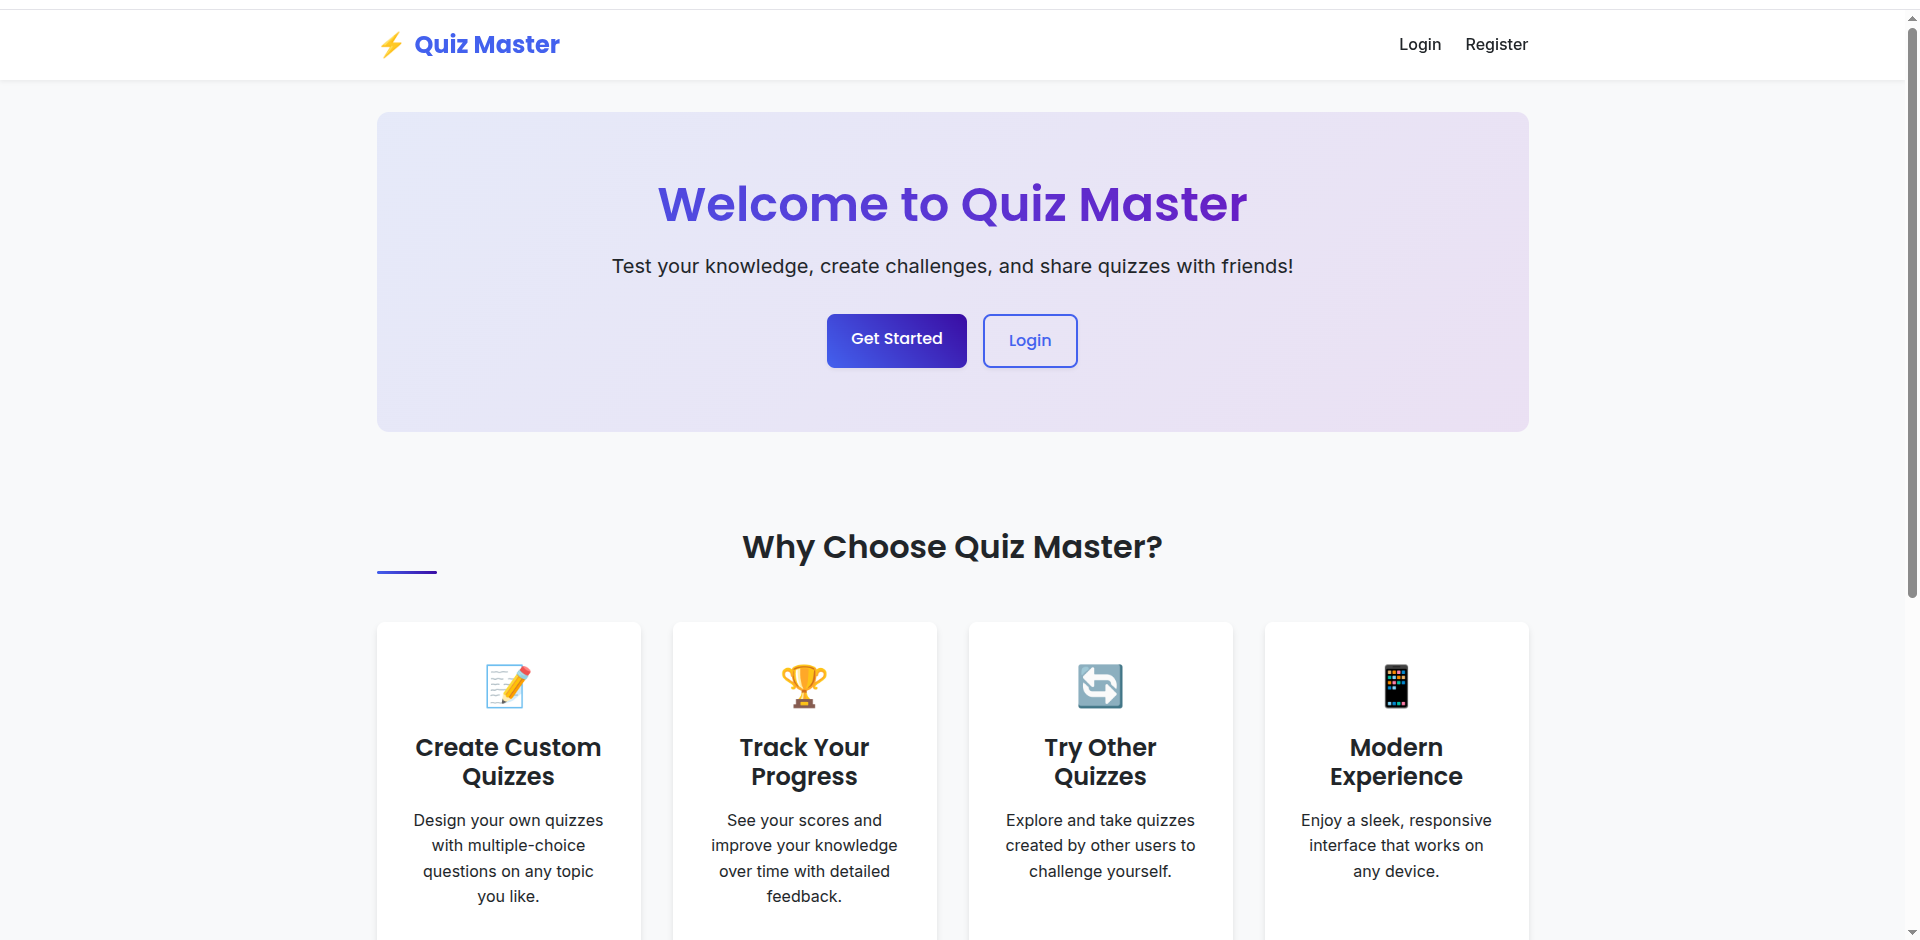 ⚡ Quiz Master
Login Register
Welcome to Quiz Master
Test your knowledge, create challenges, and share quizzes with friends!
Get Started Login
Why Choose Quiz Master?
Create Custom
Quizzes
Design your own quizzes
with multiple-choice
questions on any topic
you like.
Track Your
Progress
See your scores and
improve your knowledge
over time with detailed
feedback.
Try Other
Quizzes
Explore and take quizzes
created by other users to
challenge yourself.
Modern
Experience
Enjoy a sleek, responsive
interface that works on
any device.